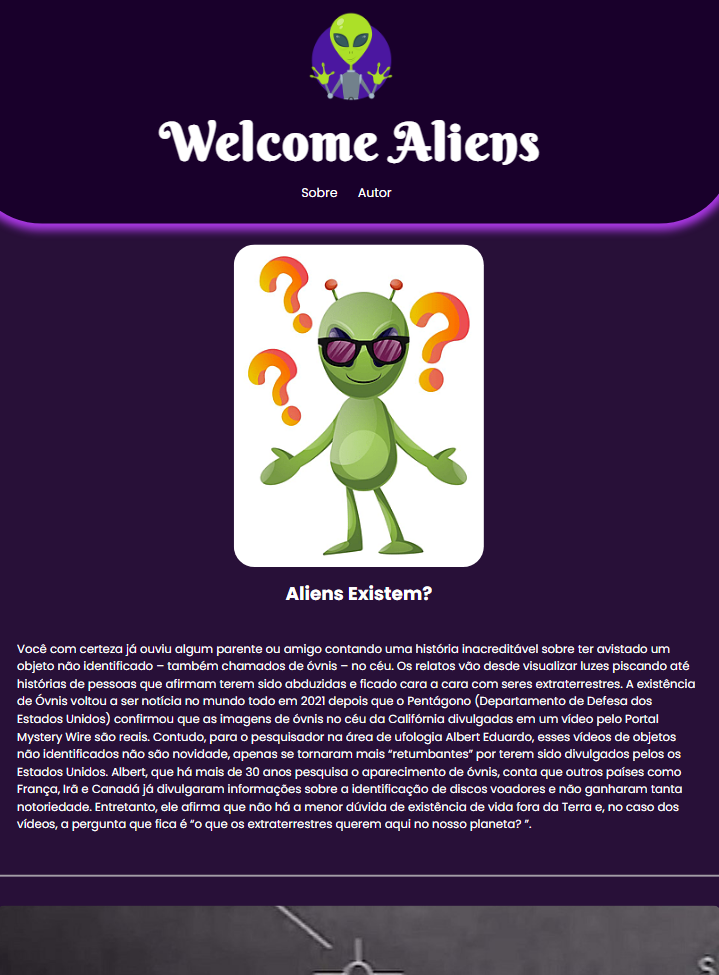 Welcome Aliens
Sobre Autor
Aliens Existem?
Você com certeza já ouviu algum parente ou amigo contando uma história inacreditável sobre ter avistado um
objeto não identificado – também chamados de óvnis – no céu. Os relatos vão desde visualizar luzes piscando até
histórias de pessoas que afirmam terem sido abduzidas e ficado cara a cara com seres extraterrestres. A existência
de Óvnis voltou a ser notícia no mundo todo em 2021 depois que o Pentágono (Departamento de Defesa dos
Estados Unidos) confirmou que as imagens de óvnis no céu da Califórnia divulgadas em um vídeo pelo Portal
Mystery Wire são reais. Contudo, para o pesquisador na área de ufologia Albert Eduardo, esses vídeos de objetos
não identificados não são novidade, apenas se tornaram mais “retumbantes” por terem sido divulgados pelos os
Estados Unidos. Albert, que há mais de 30 anos pesquisa o aparecimento de óvnis, conta que outros países como
França, Irã e Canadá já divulgaram informações sobre a identificação de discos voadores e não ganharam tanta
notoriedade. Entretanto, ele afirma que não há a menor dúvida de existência de vida fora da Terra e, no caso dos
vídeos, a pergunta que fica é “o que os extraterrestres querem aqui no nosso planeta? ”.